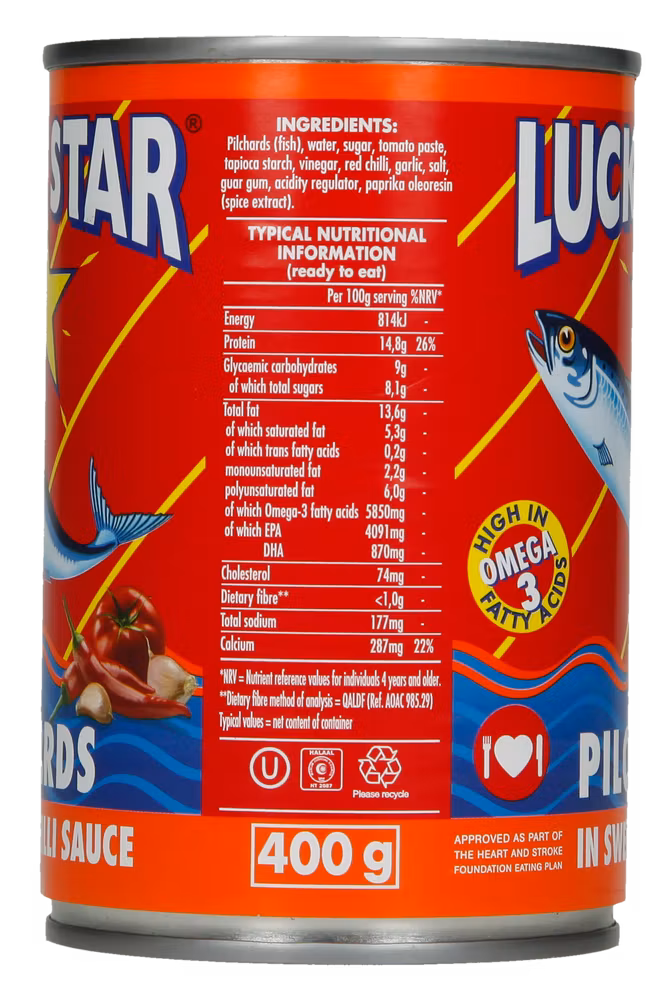 STAR®
INGREDIENTS:
Pilchards (fish), water, sugar, tomato paste,
tapioca starch, vinegar, red chilli, garlic, salt,
guar gum, acidity regulator, paprika oleoresin
(spice extract).
TYPICAL NUTRITIONAL
INFORMATION
(ready to eat)
Per 100g serving %NRV*
Energy 814kJ -
Protein 14,8g 26%
Glycaemic carbohydrates 9g -
of which total sugars 8,1g -
Total fat 13,6g -
of which saturated fat 5,3g -
of which trans fatty acids 0,2g -
monounsaturated fat 2,2g -
polyunsaturated fat 6,0g -
of which Omega-3 fatty acids 5850mg -
of which EPA 4091mg -
DHA 870mg -
Cholesterol 74mg -
Dietary fibre** <1,0g -
Total sodium 177mg -
Calcium 287mg 22%
*NRV = Nutrient reference values for individuals 4 years and older.
**Dietary fibre method of analysis = QALDF (Ref. AOAC 985.29)
Typical values = net content of container
U
HALAAL
Please recycle
400 g
LUCK
HIGH IN
OMEGA
3
FATTY ACIDS
RDS
LLI SAUCE
PILC
IN SWE
APPROVED AS PART OF
THE HEART AND STROKE
FOUNDATION EATING PLAN